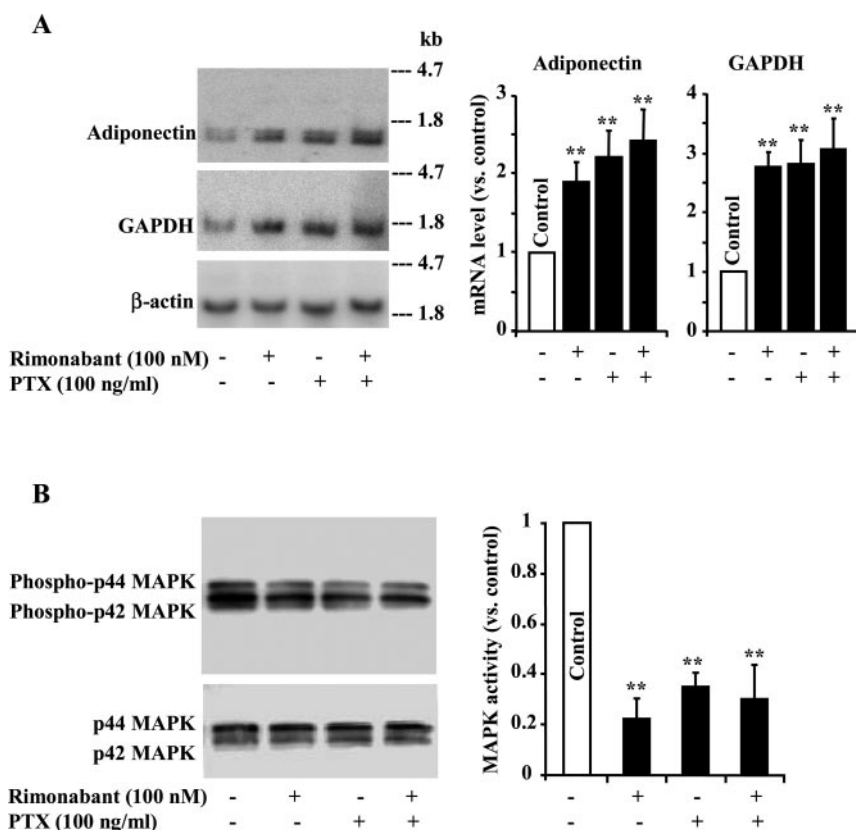 A
kb
--- 4.7
Adiponectin
--- 1.8
--- 4.7
GAPDH
--- 1.8
--- 4.7
β-actin
--- 1.8
Rimonabant (100 nM) - + - +
PTX (100 ng/ml) - - + +
Adiponectin
3
2
1
0
mRNA level (vs. control)
Control
**
**
**
- + - +
- - + +
GAPDH
4
3
2
1
0
Control
**
**
**
- + - +
- - + +
B
Phospho-p44 MAPK
Phospho-p42 MAPK
p44 MAPK
p42 MAPK
Rimonabant (100 nM) - + - +
PTX (100 ng/ml) - - + +
1
0.8
0.6
0.4
0.2
0
MAPK activity (vs. control)
Control
**
**
**
- + - +
- - + +